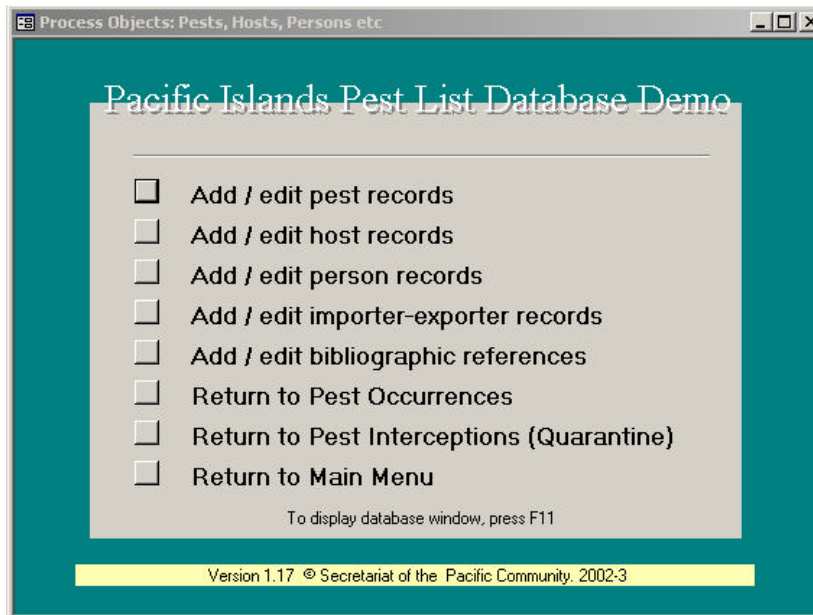 Process Objects: Pests, Hosts, Persons etc
Pacific Islands Pest List Database Demo
Add / edit pest records
Add / edit host records
Add / edit person records
Add / edit importer-exporter records
Add / edit bibliographic references
Return to Pest Occurrences
Return to Pest Interceptions (Quarantine)
Return to Main Menu
To display database window, press F11
Version 1.17 © Secretariat of the Pacific Community. 2002-3